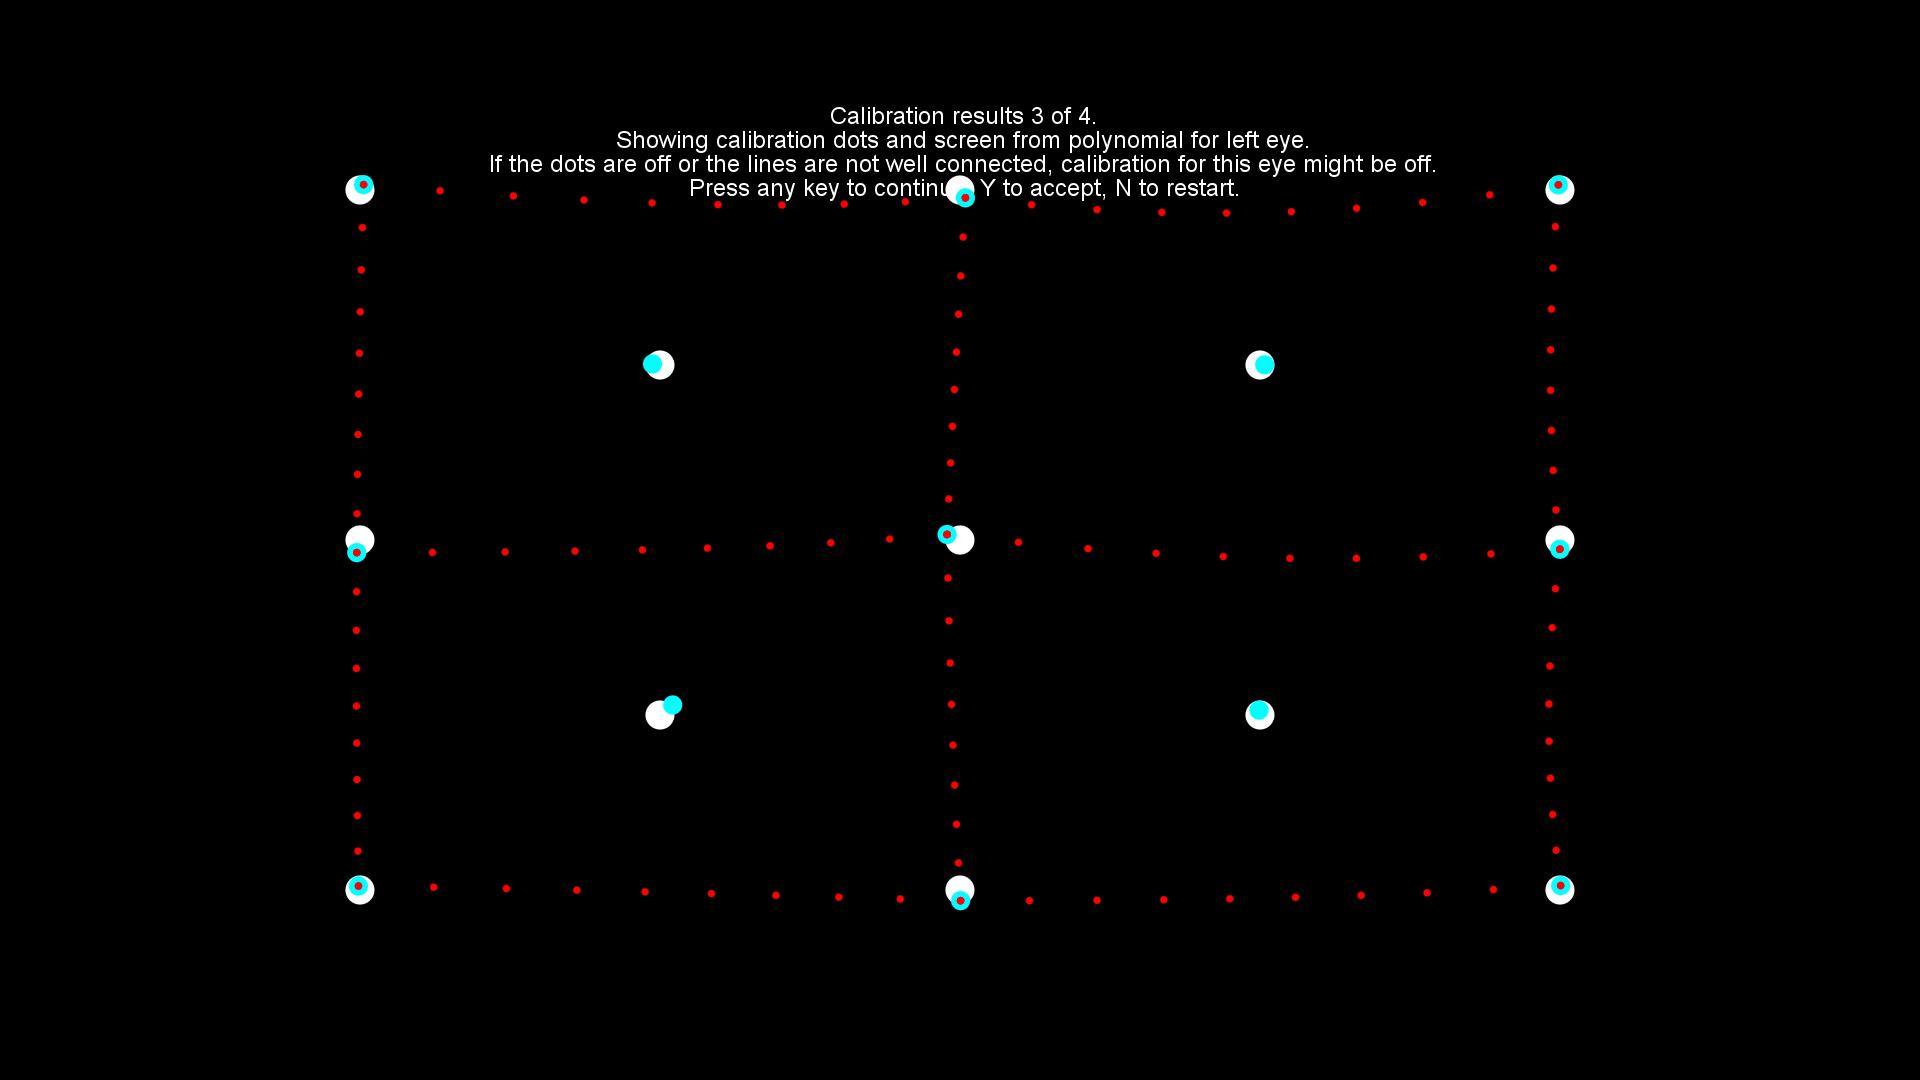 Calibration results 3 of 4.
Showing calibration dots and screen from polynomial for left eye.
If the dots are off or the lines are not well connected, calibration for this eye might be off.
Press any key to continu Y to accept, N to restart.